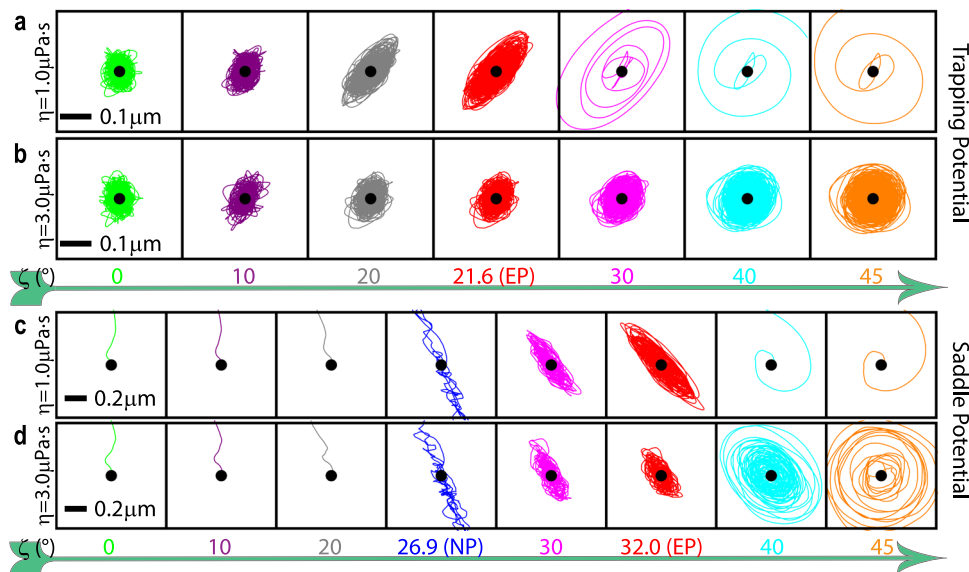 a
η=1.0μPa·s
0.1μm
Trapping Potential
b
η=3.0μPa·s
0.1μm
ζ (°) 0 10 20 21.6 (EP) 30 40 45
c
η=1.0μPa·s
0.2μm
Saddle Potential
d
η=3.0μPa·s
0.2μm
ζ (°) 0 10 20 26.9 (NP) 30 32.0 (EP) 40 45